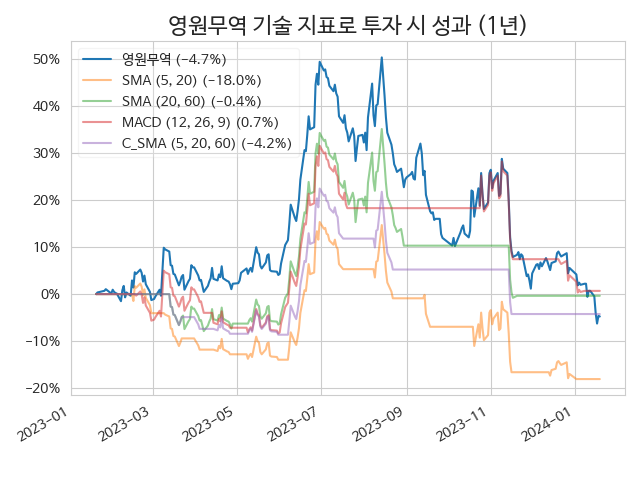 영원무역 기술 지표로 투자 시 성과 (1년)
50%
40%
30%
20%
10%
0%
−10%
−20%
영원무역 (−4.7%)
SMA (5, 20) (−18.0%)
SMA (20, 60) (−0.4%)
MACD (12, 26, 9) (0.7%)
C_SMA (5, 20, 60) (−4.2%)
2023−01
2023−03
2023−05
2023−07
2023−09
2023−11
2024−01